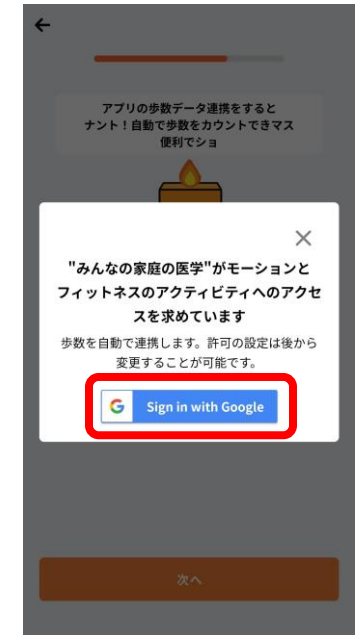 アプリの歩数データ連携をすると
ナント！自動で歩数をカウントできマス
便利でショ
"みんなの家庭の医学"がモーションと
フィットネスのアクティビティへのアクセ
スを求めています
歩数を自動で連携します。許可の設定は後から
変更することが可能です。
Sign in with Google
次へ